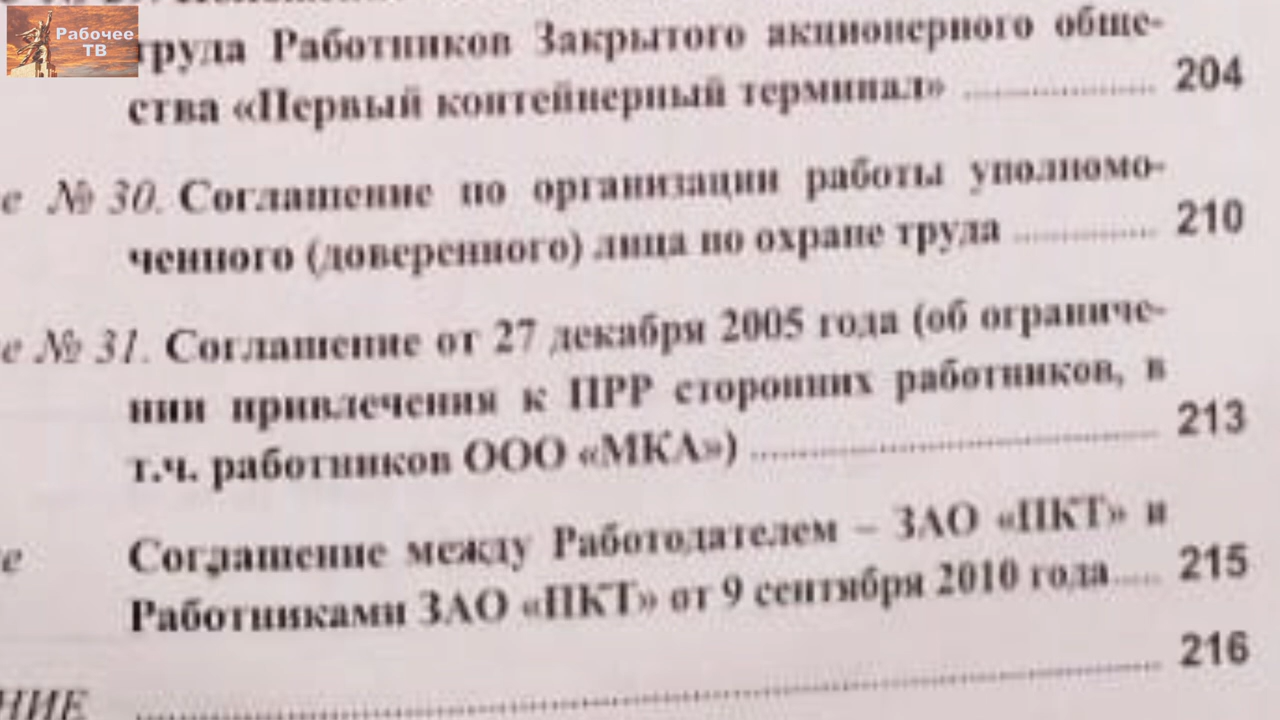 Рабочее
ТВ
труда Работников Закрытого акционерного обще-
ства «Первый контейнерный терминал» ........................ 204
е № 30. Соглашение по организации работы уполномо-
ченного (доверенного) лица по охране труда ................ 210
е № 31. Соглашение от 27 декабря 2005 года (об ограниче-
нии привлечения к ПРР сторонних работников, в
т.ч. работников ООО «МКА») ................................................ 213
е Соглашение между Работодателем – ЗАО «ПКТ» и
Работниками ЗАО «ПКТ» от 9 сентября 2010 года ..... 215
НИЕ ................................................................................ 216